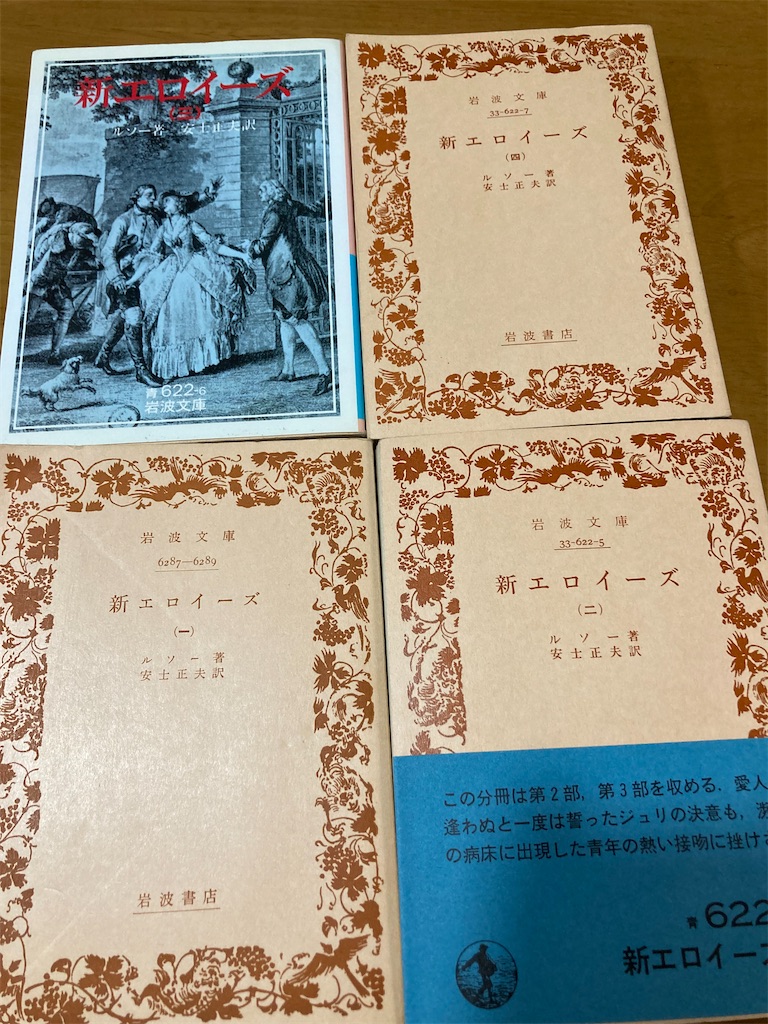 新エロイーズ
(三)
ルソー著 安士正夫訳
青622-6
岩波文庫
岩波文庫
33-622-7
新エロイーズ
(四)
ルソー著
安士正夫訳
岩波書店
岩波文庫
6287—6289
新エロイーズ
(一)
ルソー著
安士正夫訳
岩波書店
岩波文庫
33-622-5
新エロイーズ
(二)
ルソー著
安士正夫訳
この分冊は第2部,第3部を収める.愛人
逢わぬと一度は誓ったジュリの決意も,
の病床に出現した青年の熱い接吻に挫け
青 622
新エロイー